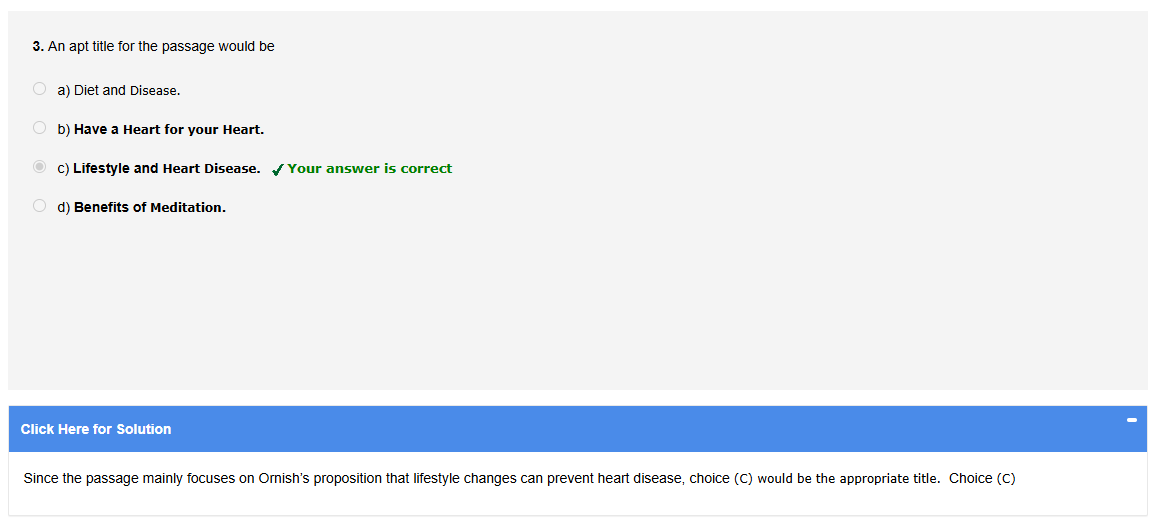 3. An apt title for the passage would be
a) Diet and Disease.
b) Have a Heart for your Heart.
c) Lifestyle and Heart Disease. ✓ Your answer is correct
d) Benefits of Meditation.
Click Here for Solution
Since the passage mainly focuses on Ornish's proposition that lifestyle changes can prevent heart disease, choice (C) would be the appropriate title. Choice (C)